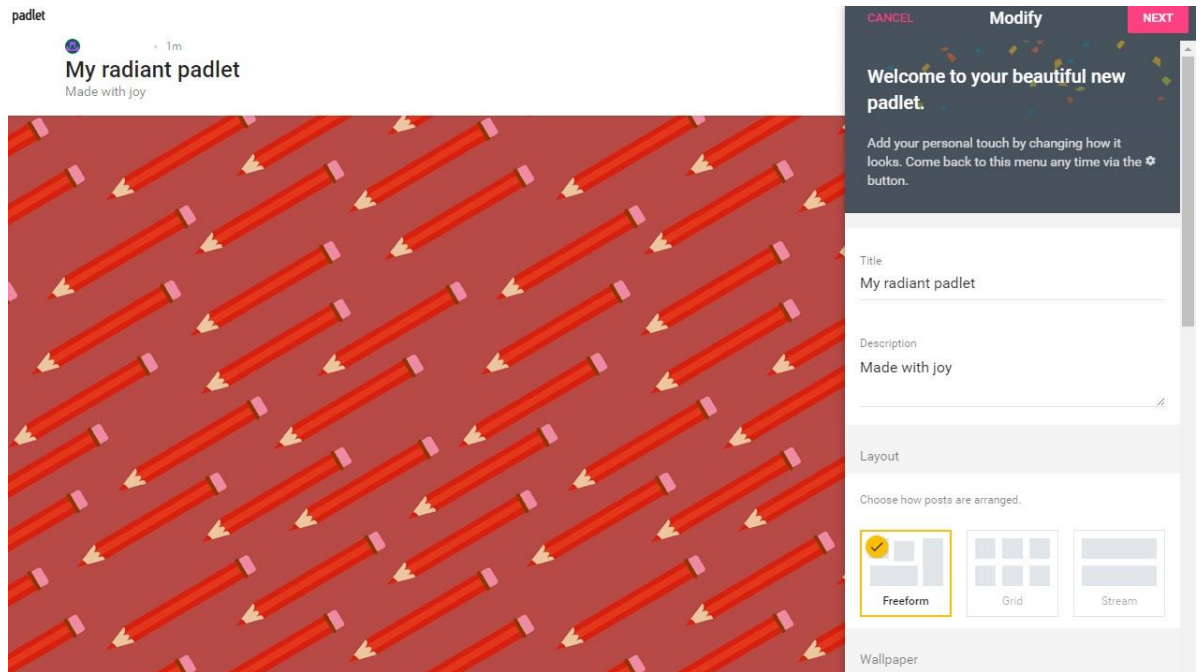 padlet
• 1m
My radiant padlet
Made with joy
CANCEL
Modify
NEXT
Welcome to your beautiful new
padlet.
Add your personal touch by changing how it
looks. Come back to this menu any time via the
button.
Title
My radiant padlet
Description
Made with joy
Layout
Choose how posts are arranged.
Freeform
Grid
Stream
Wallpaper